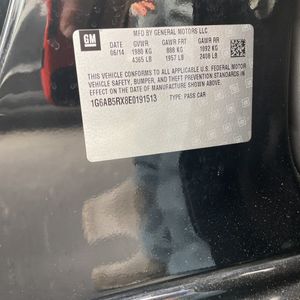 GM
MFD BY GENERAL MOTORS LLC
DATE GVWR GAWR FRT GAWR RR
06/14 1980 KG 888 KG 1092 KG
4365 LB 1957 LB 2408 LB
THIS VEHICLE CONFORMS TO ALL APPLICABLE U.S. FEDERAL MOTOR
VEHICLE SAFETY, BUMPER, AND THEFT PREVENTION STANDARDS
IN EFFECT ON THE DATE OF MANUFACTURE SHOWN ABOVE.
1G6AB5RX8E0191513 TYPE: PASS CAR